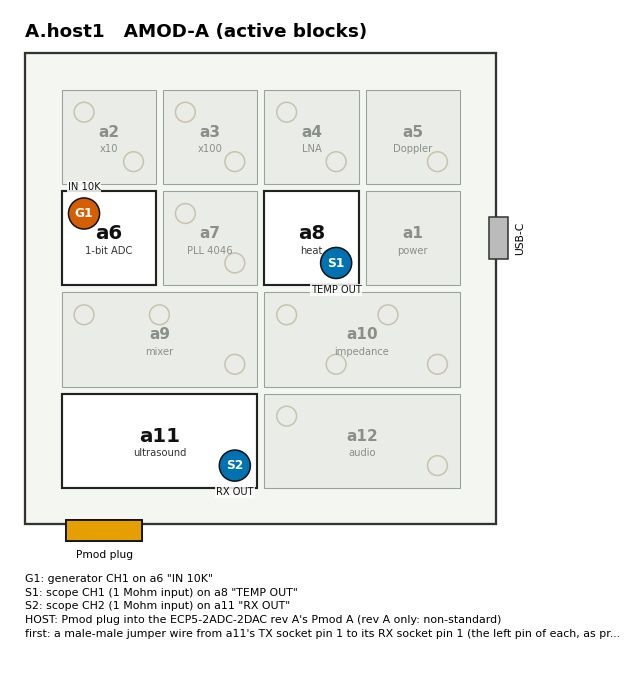 A.host1   AMOD-A (active blocks)
a2
x10
a3
x100
a4
LNA
a5
Doppler
IN 10K
G1
a6
1-bit ADC
a7
PLL 4046
a8
heat
S1
TEMP OUT
a1
power
USB-C
a9
mixer
a10
impedance
a11
ultrasound
S2
RX OUT
a12
audio
Pmod plug
G1: generator CH1 on a6 "IN 10K"
S1: scope CH1 (1 Mohm input) on a8 "TEMP OUT"
S2: scope CH2 (1 Mohm input) on a11 "RX OUT"
HOST: Pmod plug into the ECP5-2ADC-2DAC rev A's Pmod A (rev A only: non-standard)
first: a male-male jumper wire from a11's TX socket pin 1 to its RX socket pin 1 (the left pin of each, as pr...